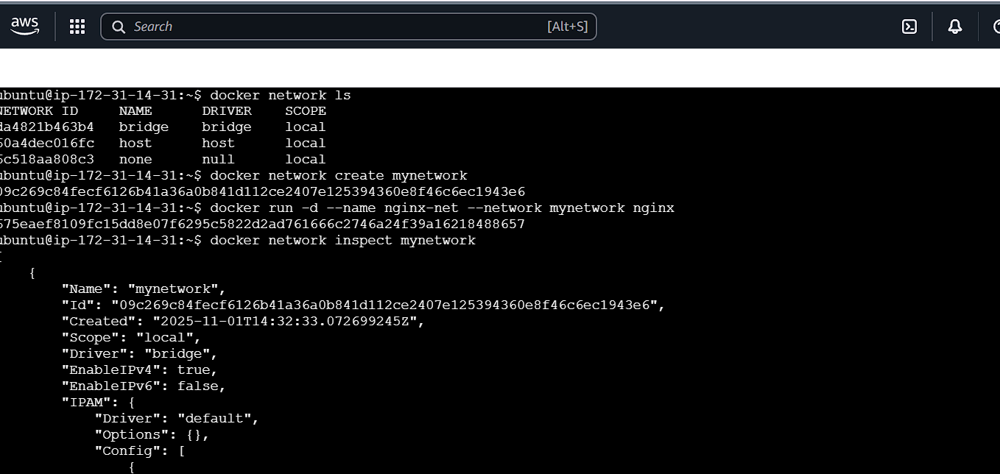 aws
Search [Alt+S]
ubuntu@ip-172-31-14-31:~$ docker network ls
NETWORK ID     NAME      DRIVER    SCOPE
da4821b463b4   bridge    bridge    local
50a4dec016fc   host      host      local
5c518aa808c3   none      null      local
ubuntu@ip-172-31-14-31:~$ docker network create mynetwork
09c269c84fecf6126b41a36a0b841d112ce2407e125394360e8f46c6ec1943e6
ubuntu@ip-172-31-14-31:~$ docker run -d --name nginx-net --network mynetwork nginx
575eaef8109fc15dd8e07f6295c5822d2ad761666c2746a24f39a16218488657
ubuntu@ip-172-31-14-31:~$ docker network inspect mynetwork
[
    {
        "Name": "mynetwork",
        "Id": "09c269c84fecf6126b41a36a0b841d112ce2407e125394360e8f46c6ec1943e6",
        "Created": "2025-11-01T14:32:33.072699245Z",
        "Scope": "local",
        "Driver": "bridge",
        "EnableIPv4": true,
        "EnableIPv6": false,
        "IPAM": {
            "Driver": "default",
            "Options": {},
            "Config": [
                {